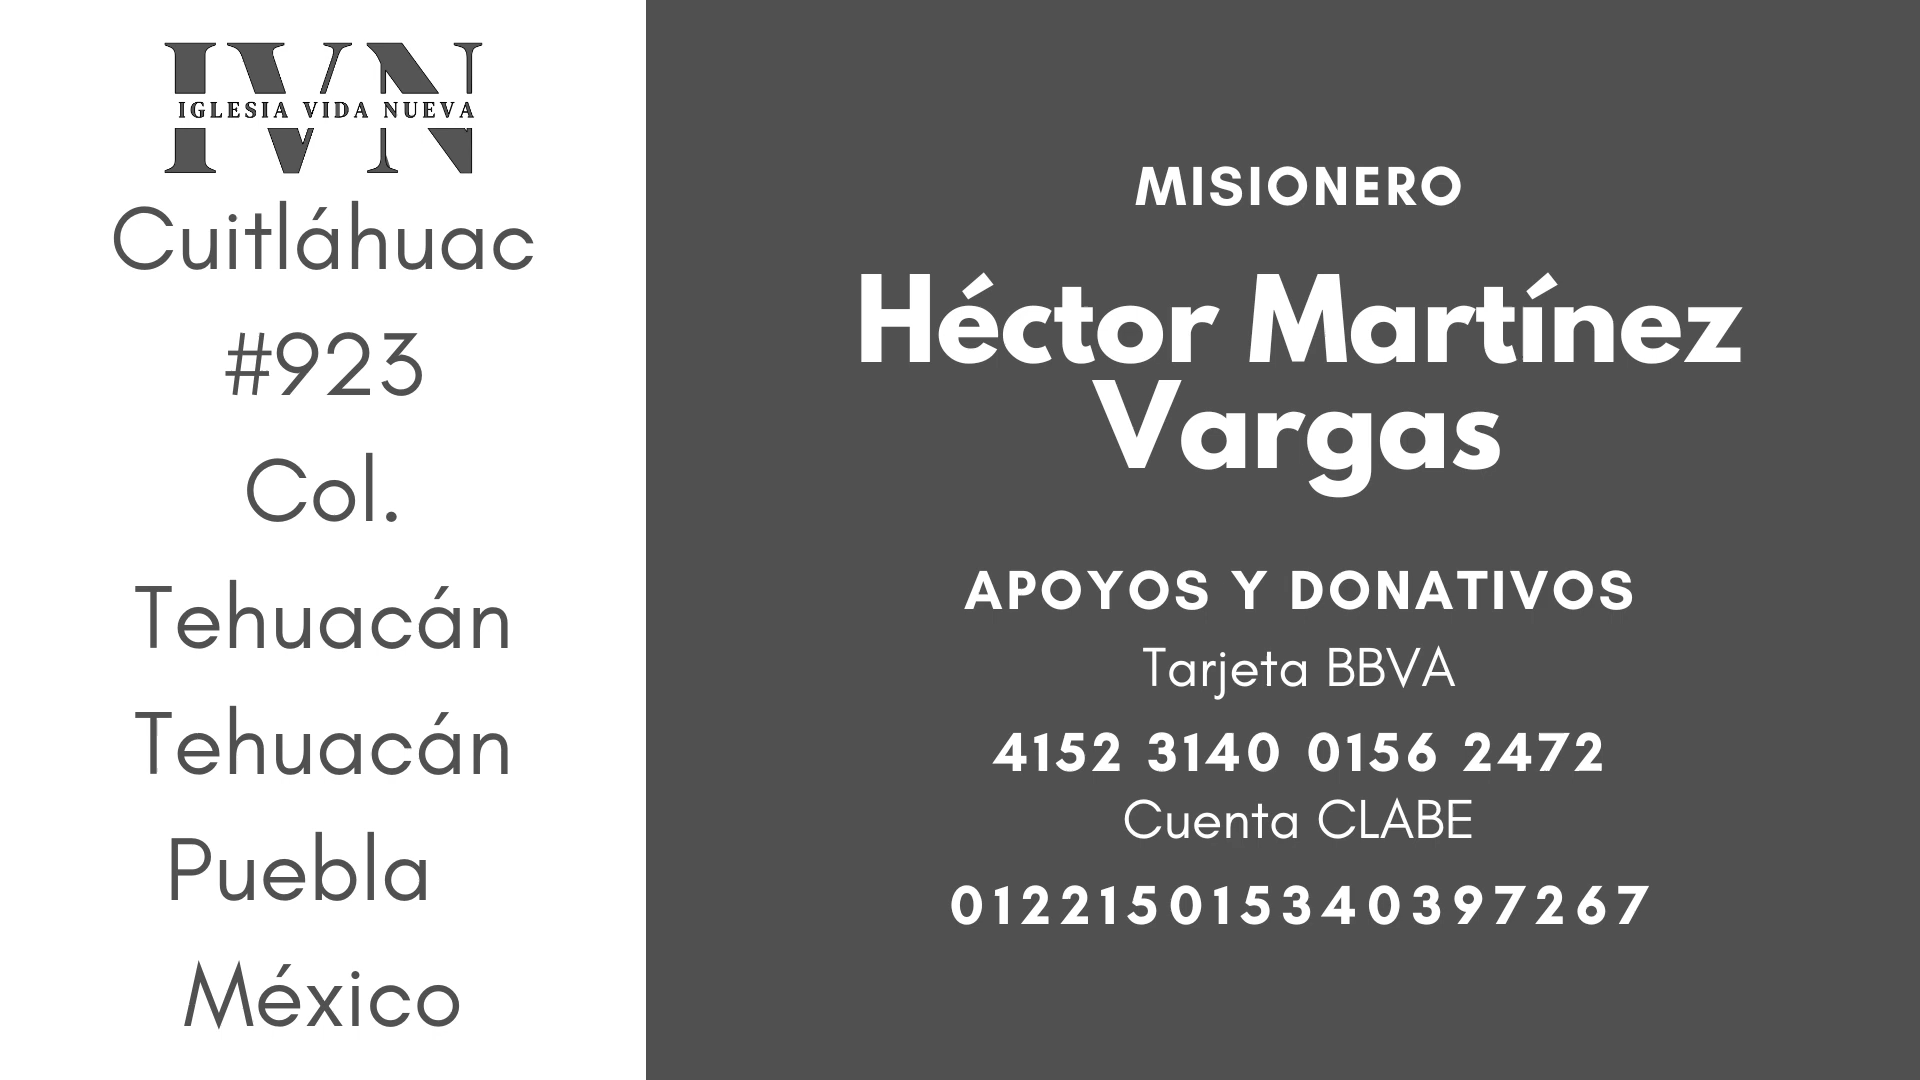 IVN
IGLESIA VIDA NUEVA
Cuitláhuac
#923
Col.
Tehuacán
Tehuacán
Puebla
México
MISIONERO
Héctor Martínez
Vargas
APOYOS Y DONATIVOS
Tarjeta BBVA
4152 3140 0156 2472
Cuenta CLABE
012215015340397267